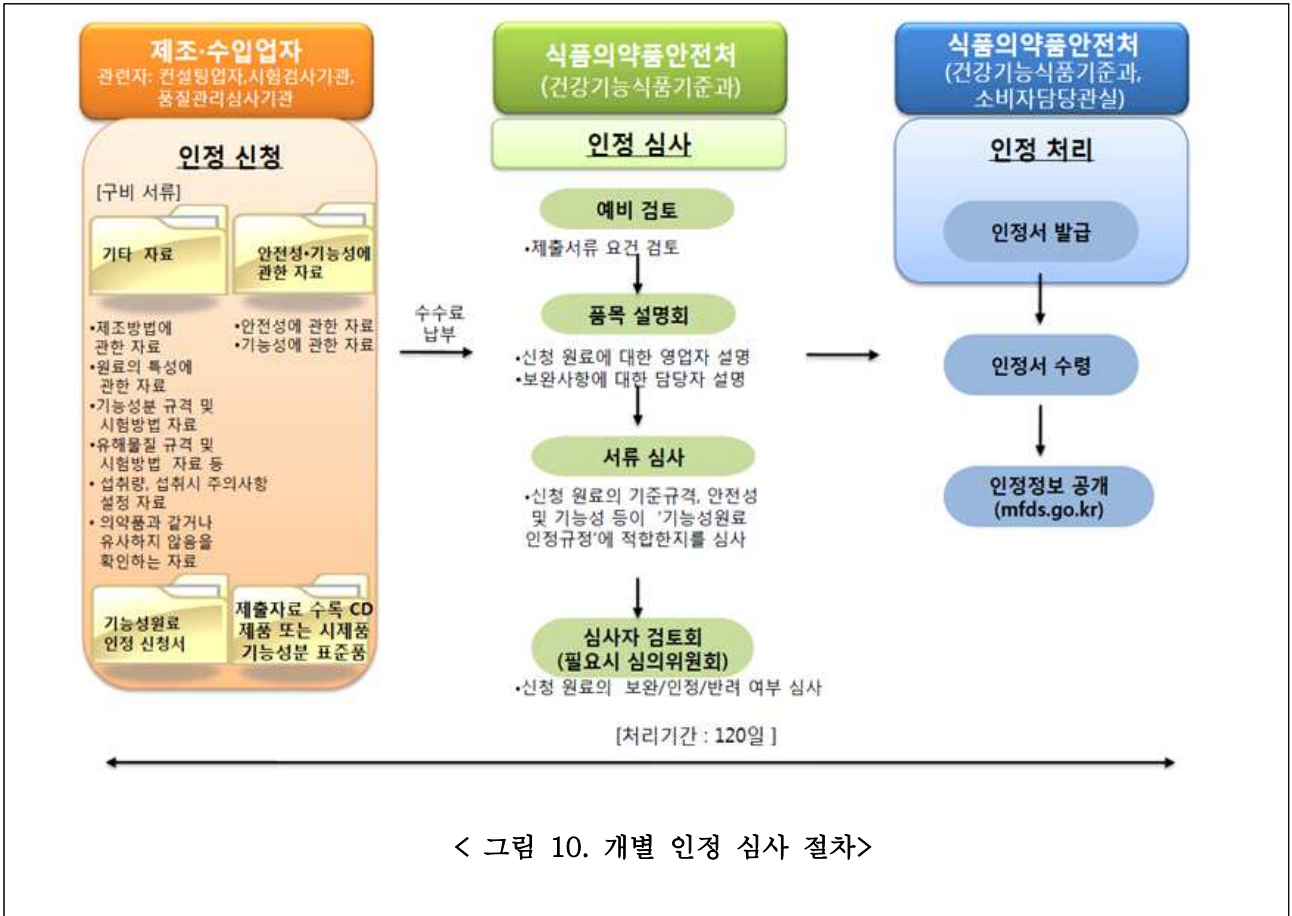 제조·수입업자
관련자: 컨설팅업자,시험검사기관,
품질관리심사기관
인정 신청
[구비 서류]
기타 자료
안전성·기능성에
관한 자료
•제조방법에
관한 자료
•원료의 특성에
관한 자료
•기능성분 규격 및
시험방법 자료
•유해물질 규격 및
시험방법 자료 등
• 섭취량, 섭취시 주의사항
설정 자료
• 의약품과 같거나
유사하지 않음을
확인하는 자료
•안전성에 관한 자료
•기능성에 관한 자료
기능성원료
인정 신청서
제출자료 수록 CD
제품 또는 시제품
기능성분 표준품
수수료
납부
식품의약품안전처
(건강기능식품기준과)
인정 심사
예비 검토
•제출서류 요건 검토
품목 설명회
•신청 원료에 대한 영업자 설명
•보완사항에 대한 담당자 설명
서류 심사
•신청 원료의 기준규격, 안전성
및 기능성 등이 '기능성원료
인정규정'에 적합한지를 심사
심사자 검토회
(필요시 심의위원회)
•신청 원료의 보완/인정/반려 여부 심사
식품의약품안전처
(건강기능식품기준과,
소비자담당관실)
인정 처리
인정서 발급
인정서 수령
인정정보 공개
(mfds.go.kr)
[처리기간 : 120일 ]
< 그림 10. 개별 인정 심사 절차>